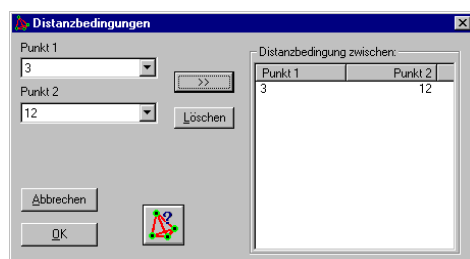 Distanzbedingungen
Punkt 1
3
Punkt 2
12
>>
Löschen
Abbrechen
OK
?
Distanzbedingung zwischen:
Punkt 1 Punkt 2
3 12